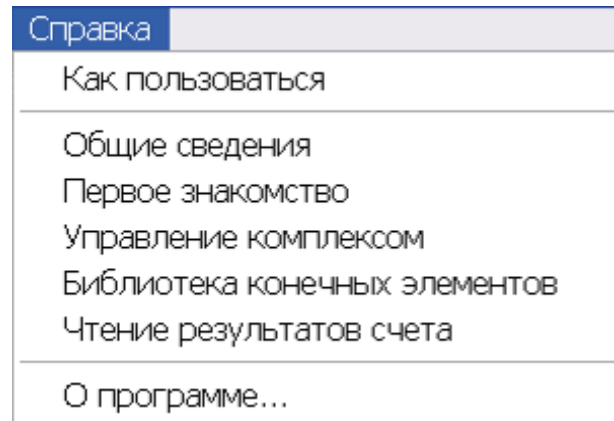 Справка
Как пользоваться
Общие сведения
Первое знакомство
Управление комплексом
Библиотека конечных элементов
Чтение результатов счета
О программе...